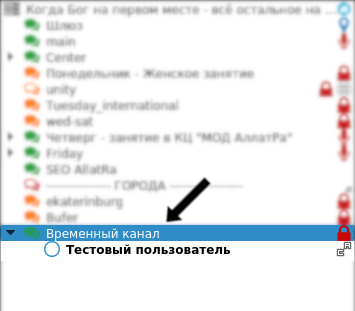 Когда Бог на первом месте - всё остальное на ...
Шлюз
main
Center
Понедельник - Женское занятие
unity
Tuesday_international
wed-sat
Четверг - занятие в КЦ "МОД АллатРа"
Friday
SEO AllatRa
--------------- ГОРОДА ---------------
ekaterinburg
Bufer
Временный канал
Тестовый пользователь